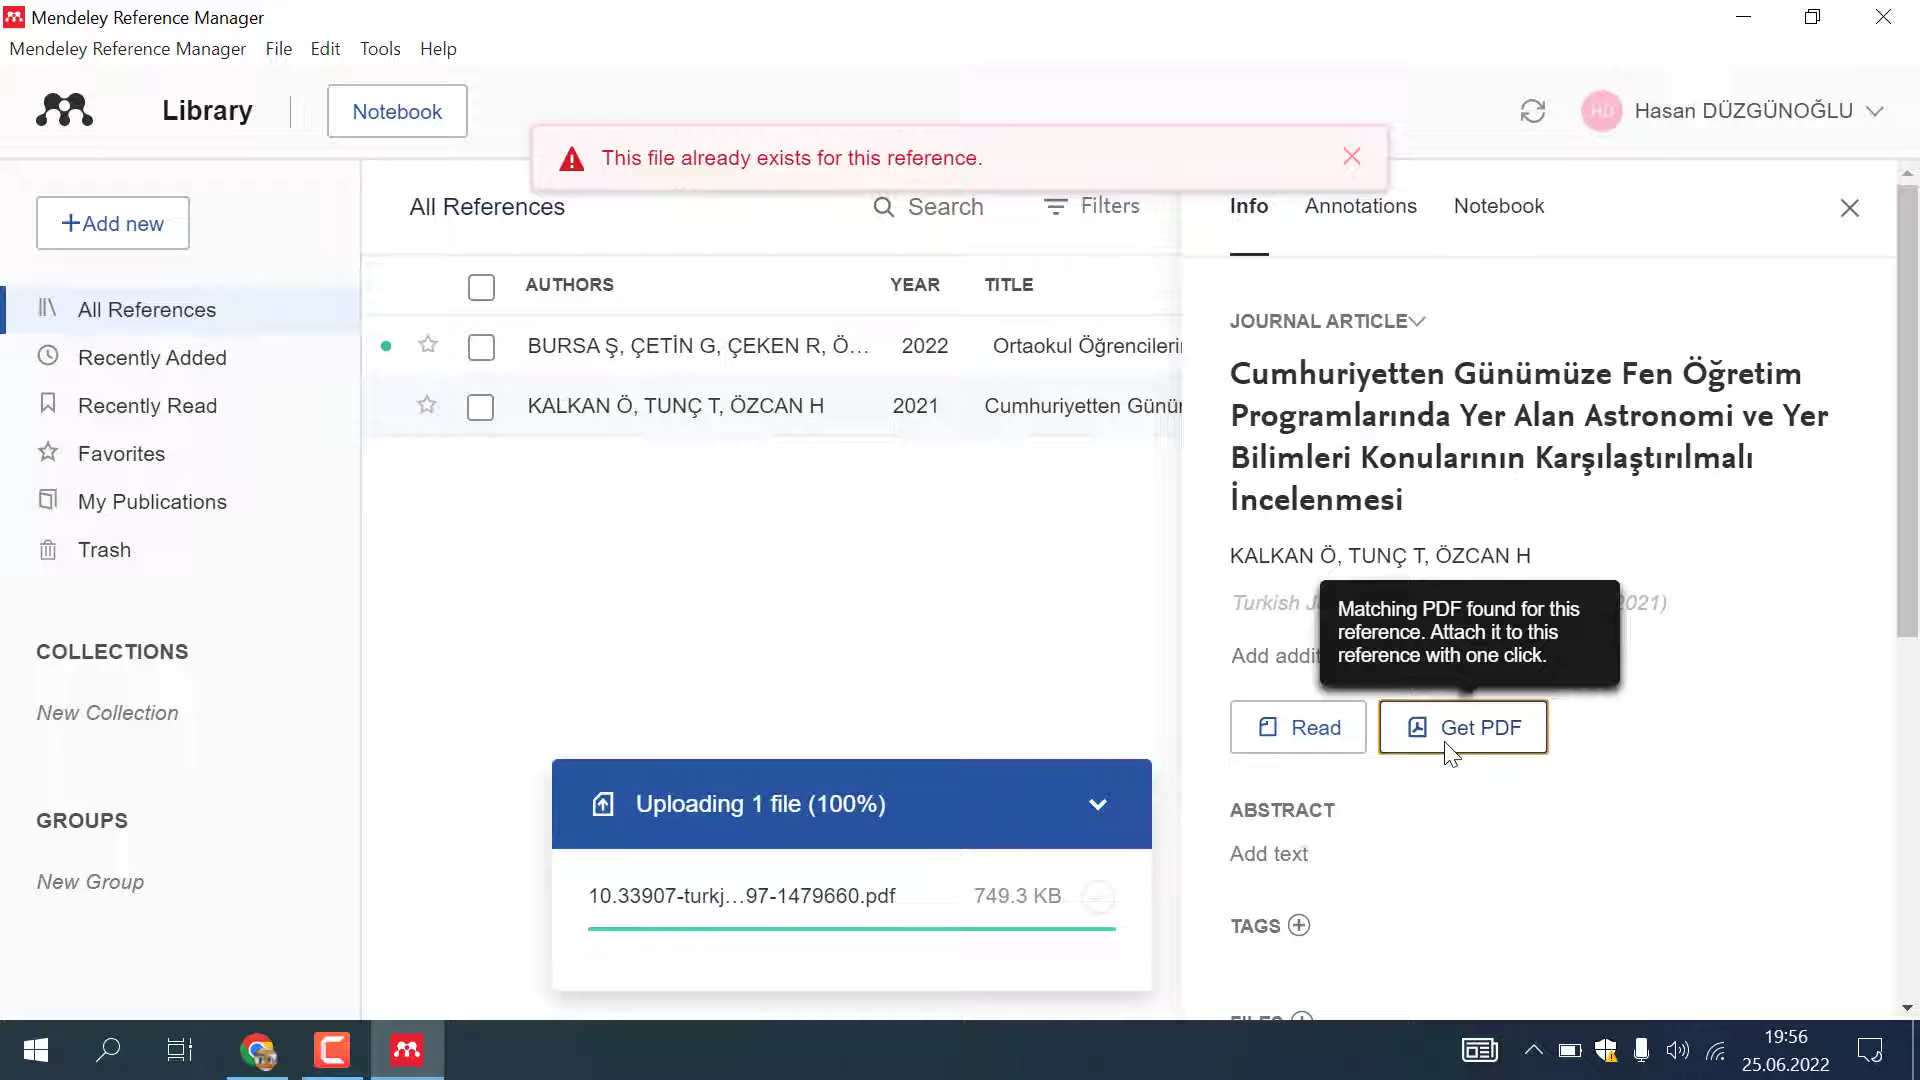 Mendeley Reference Manager
Mendeley Reference Manager File Edit Tools Help
Library
Notebook
HD
Hasan DÜZGÜNOĞLU
This file already exists for this reference.
+Add new
All References
Recently Added
Recently Read
Favorites
My Publications
Trash
COLLECTIONS
New Collection
GROUPS
New Group
All References
Search
Filters
AUTHORS YEAR TITLE
BURSA Ş, ÇETİN G, ÇEKEN R, Ö... 2022 Ortaokul Öğrencileri
KALKAN Ö, TUNÇ T, ÖZCAN H 2021 Cumhuriyetten Günü
Uploading 1 file (100%)
10.33907-turkj...97-1479660.pdf 749.3 KB
Info Annotations Notebook
JOURNAL ARTICLE
Cumhuriyetten Günümüze Fen Öğretim
Programlarında Yer Alan Astronomi ve Yer
Bilimleri Konularının Karşılaştırılmalı
İncelenmesi
KALKAN Ö, TUNÇ T, ÖZCAN H
Turkish 2021)
Matching PDF found for this
reference. Attach it to this
reference with one click.
Add
Read
Get PDF
ABSTRACT
Add text
TAGS
FILES
19:56
25.06.2022